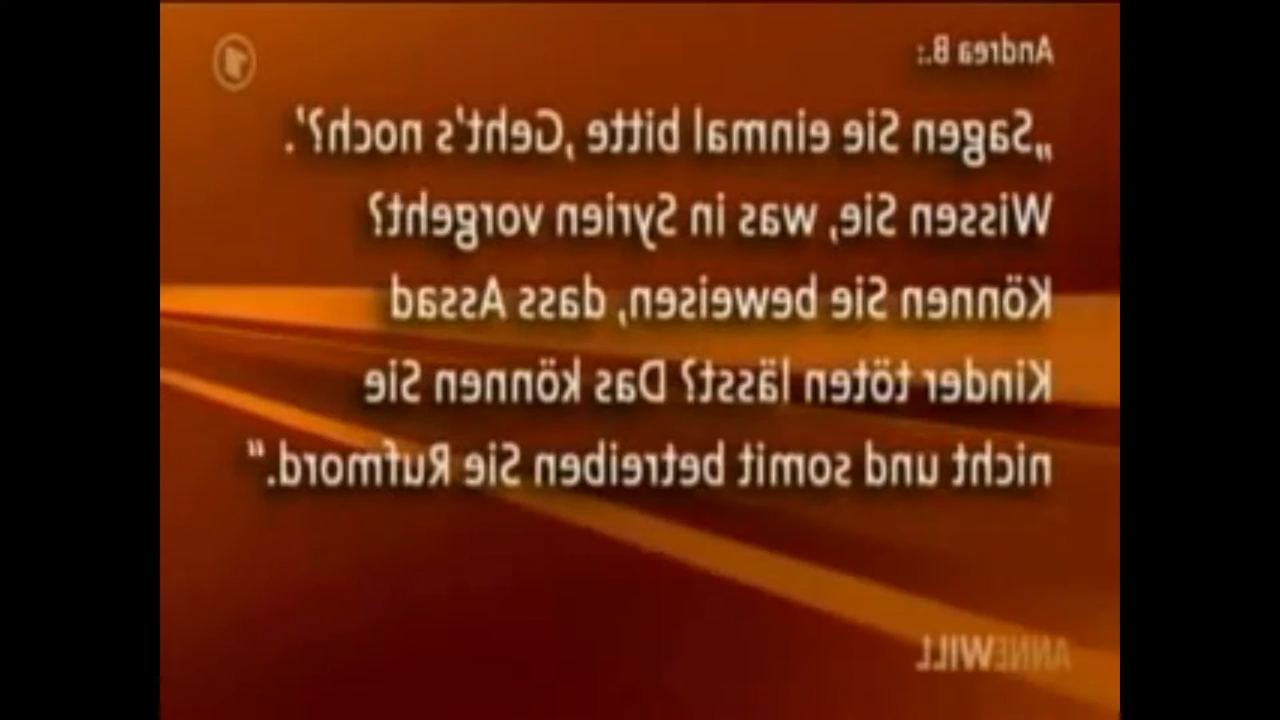 Andrea B.:
„Sagen Sie einmal bitte ‚Geht's noch?'.
Wissen Sie, was in Syrien vorgeht?
Können Sie beweisen, dass Assad
Kinder töten lässt? Das können Sie
nicht und somit betreiben Sie Rufmord.“
ANNEWILL
1